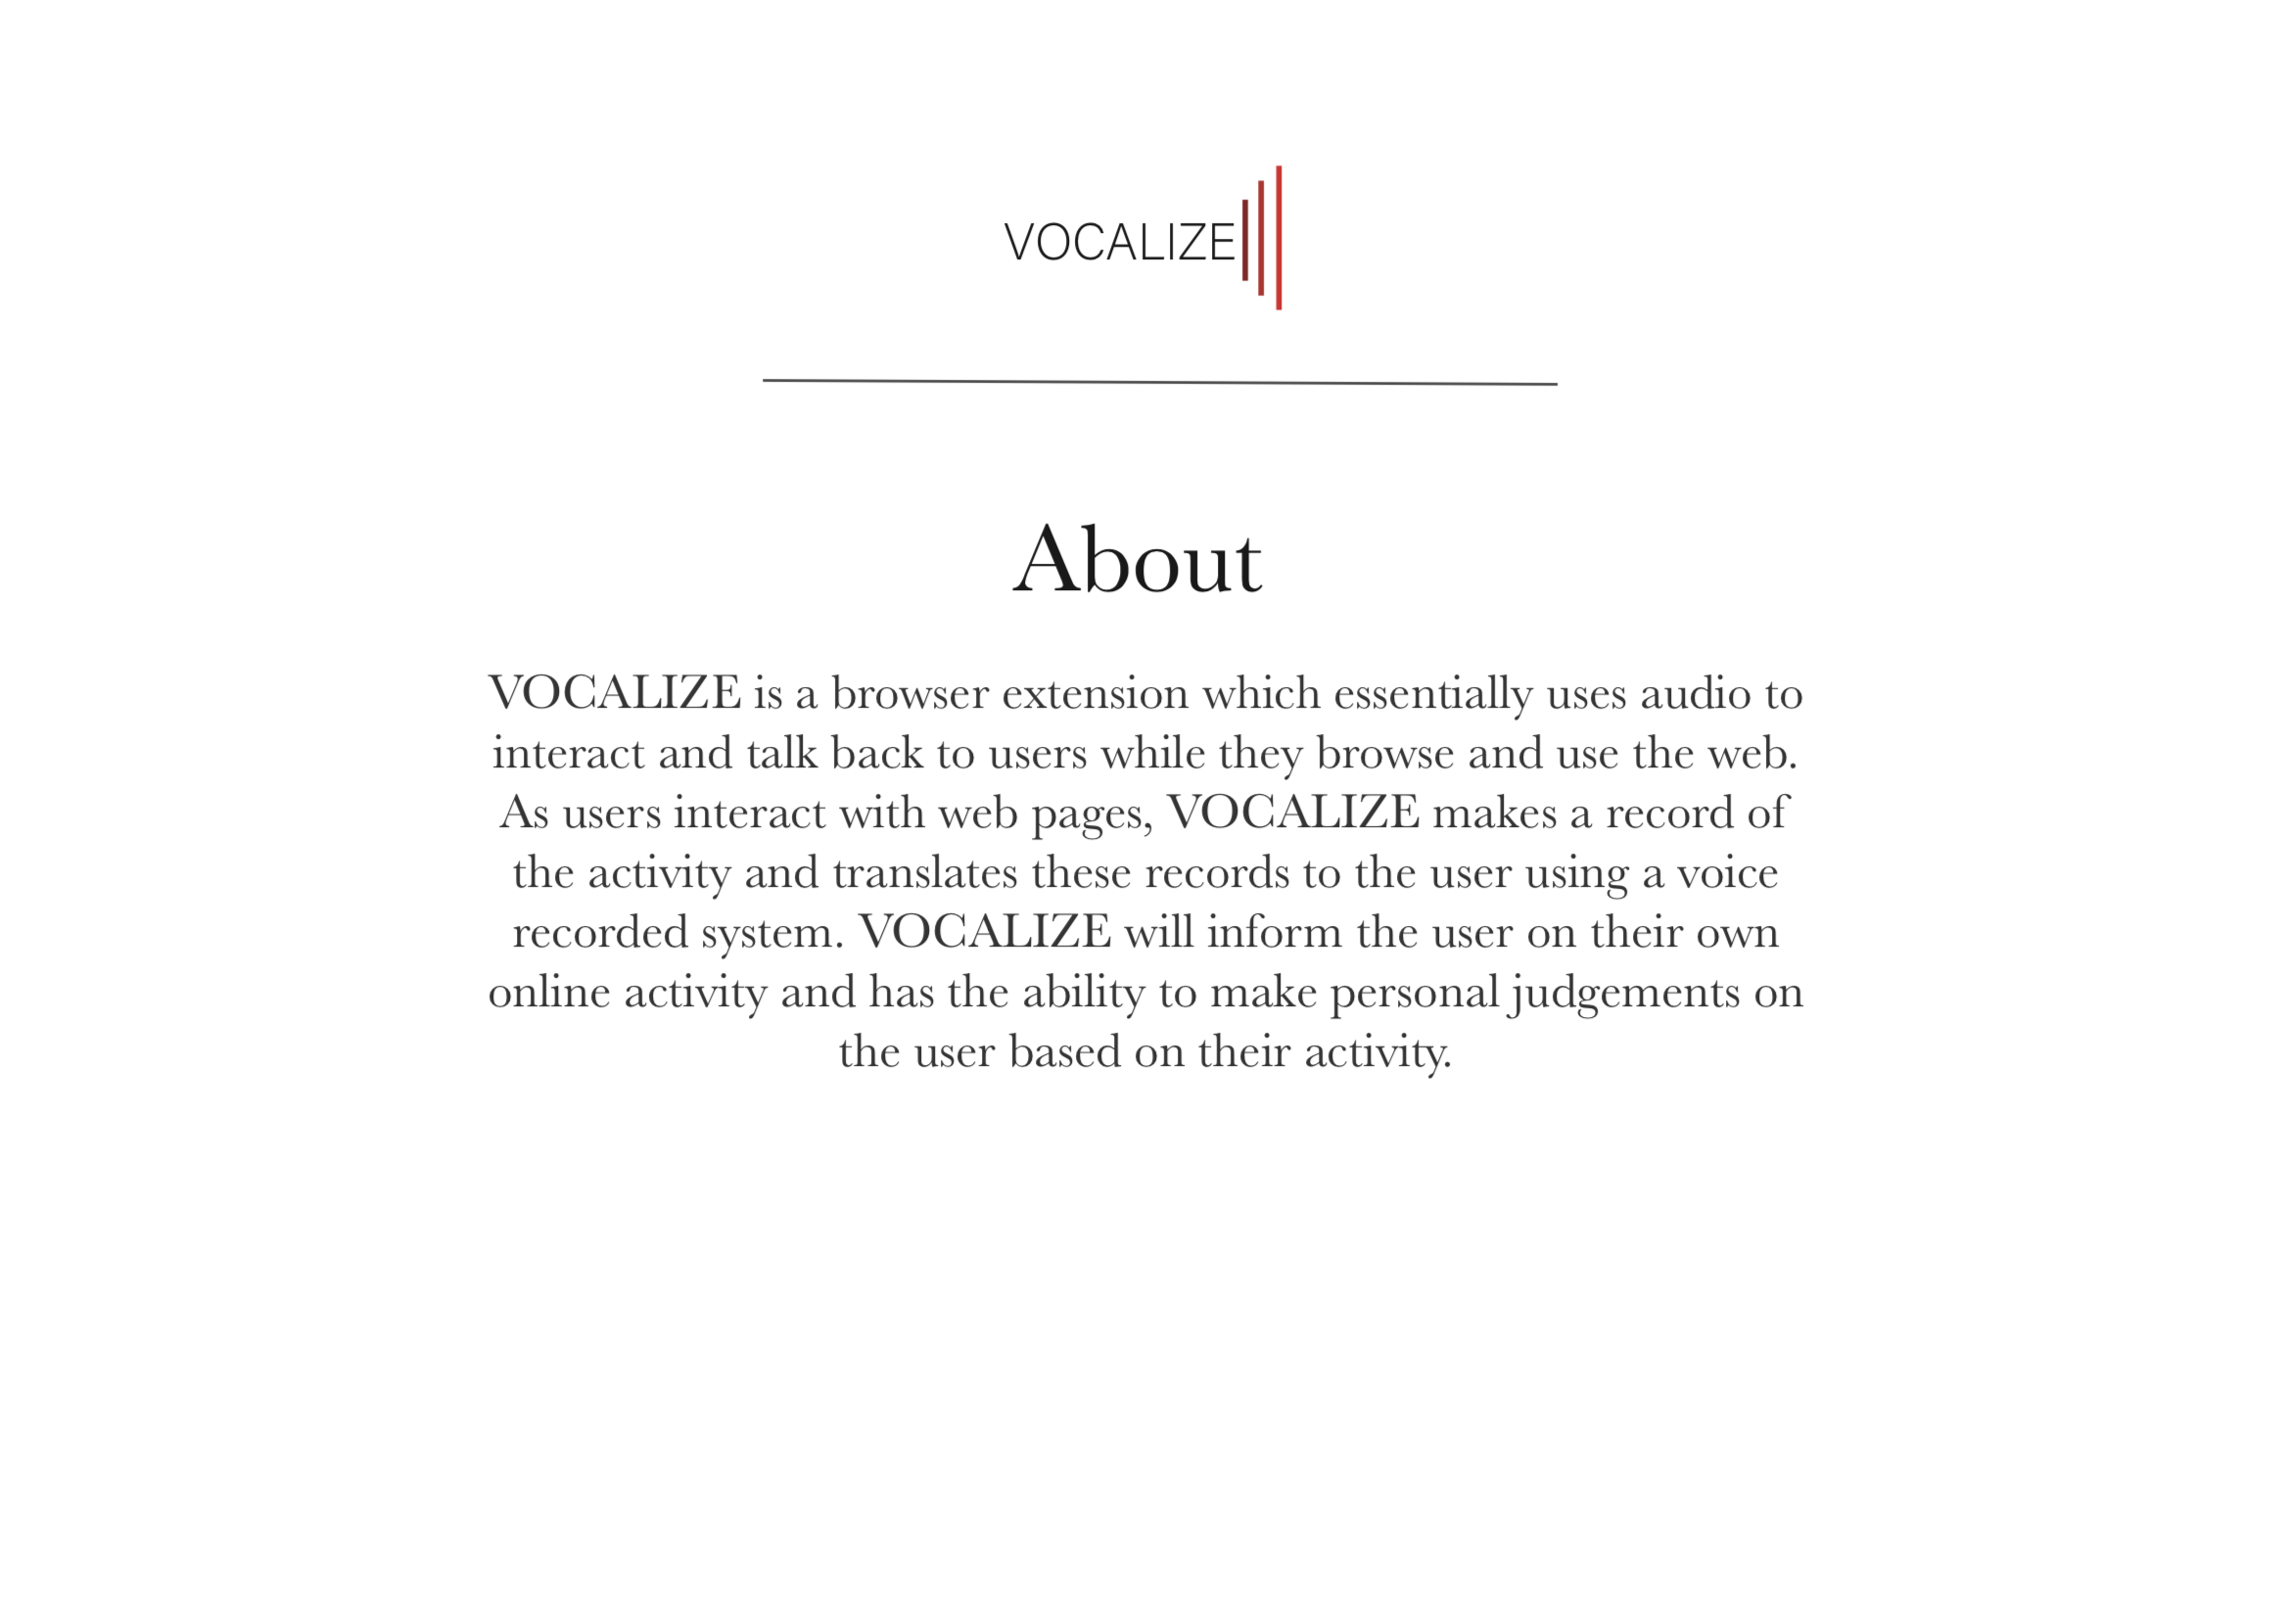 VOCALIZE
About
VOCALIZE is a browser extension which essentially uses audio to
interact and talk back to users while they browse and use the web.
As users interact with web pages, VOCALIZE makes a record of
the activity and translates these records to the user using a voice
recorded system. VOCALIZE will inform the user on their own
online activity and has the ability to make personal judgements on
the user based on their activity.